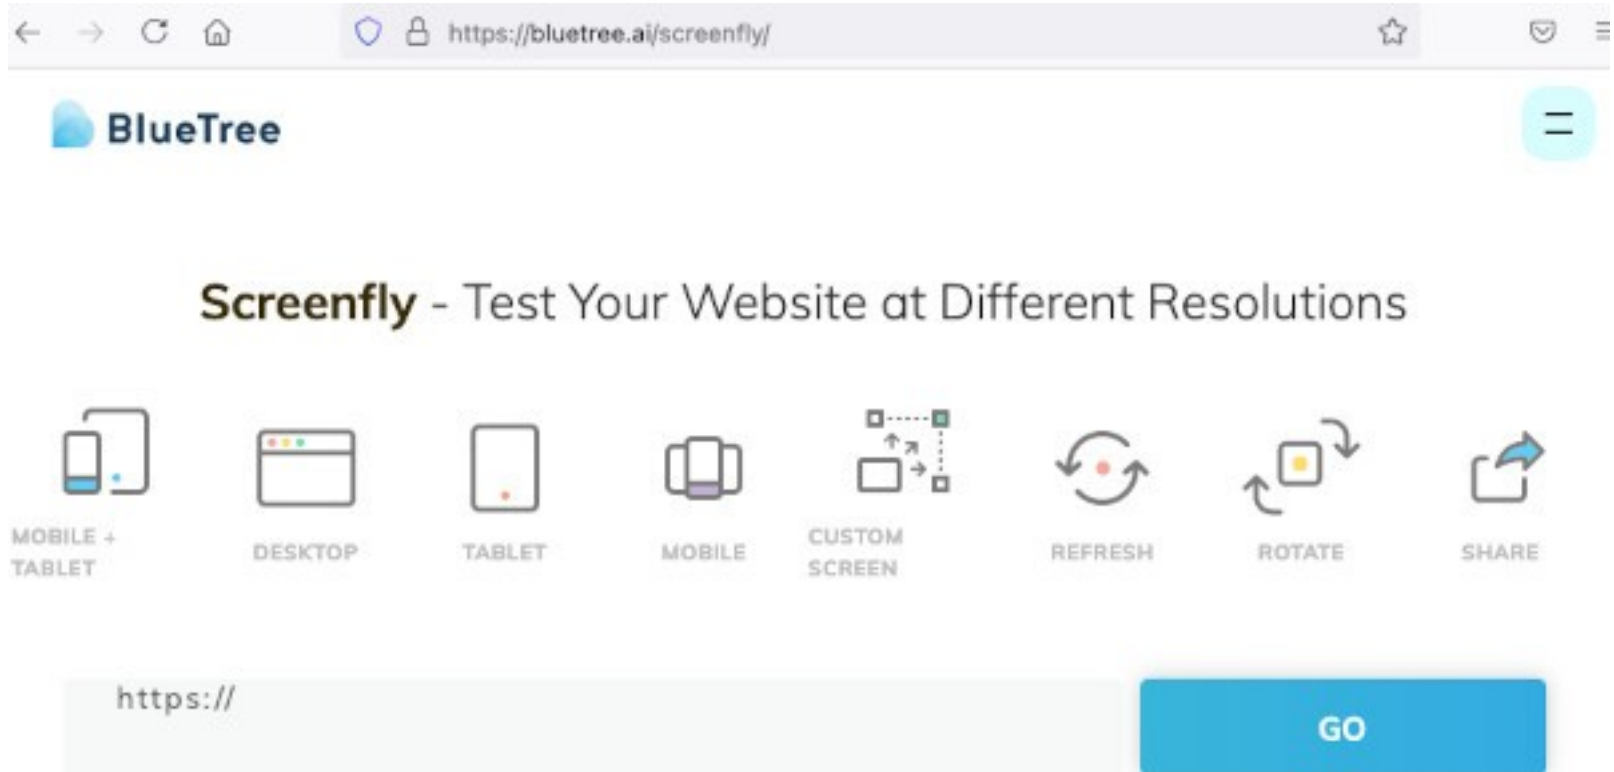 https://bluetree.ai/screenfly/
BlueTree
Screenfly - Test Your Website at Different Resolutions
MOBILE +
TABLET
DESKTOP
TABLET
MOBILE
CUSTOM
SCREEN
REFRESH
ROTATE
SHARE
https://
GO